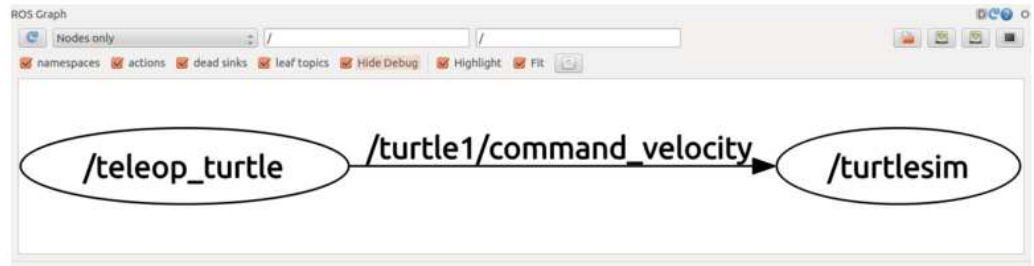 ROS Graph
Nodes only / /
namespaces actions dead sinks leaf topics Hide Debug Highlight Fit
/teleop_turtle /turtle1/command_velocity /turtlesim